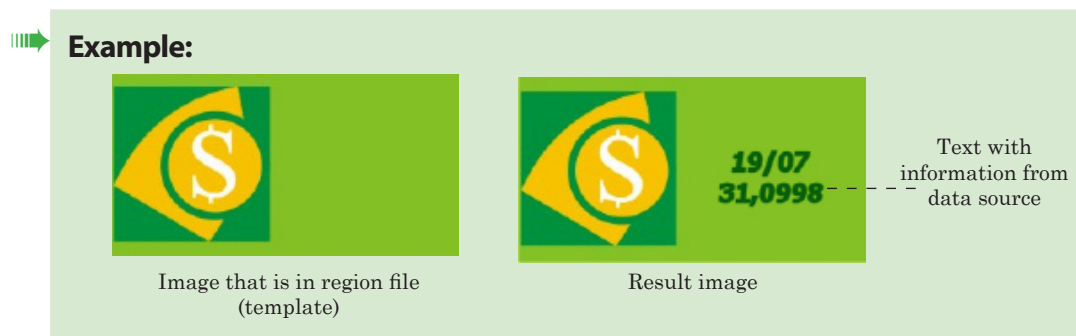 Example:
$
$
19/07
31,0998
Text with
information from
data source
Image that is in region file
(template)
Result image